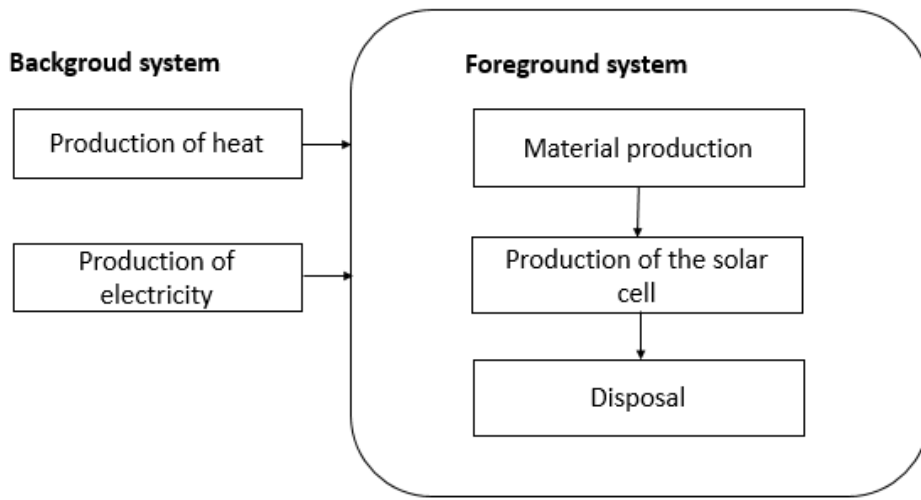 Backgroud system
Production of heat
Production of
electricity
Foreground system
Material production
Production of the solar
cell
Disposal